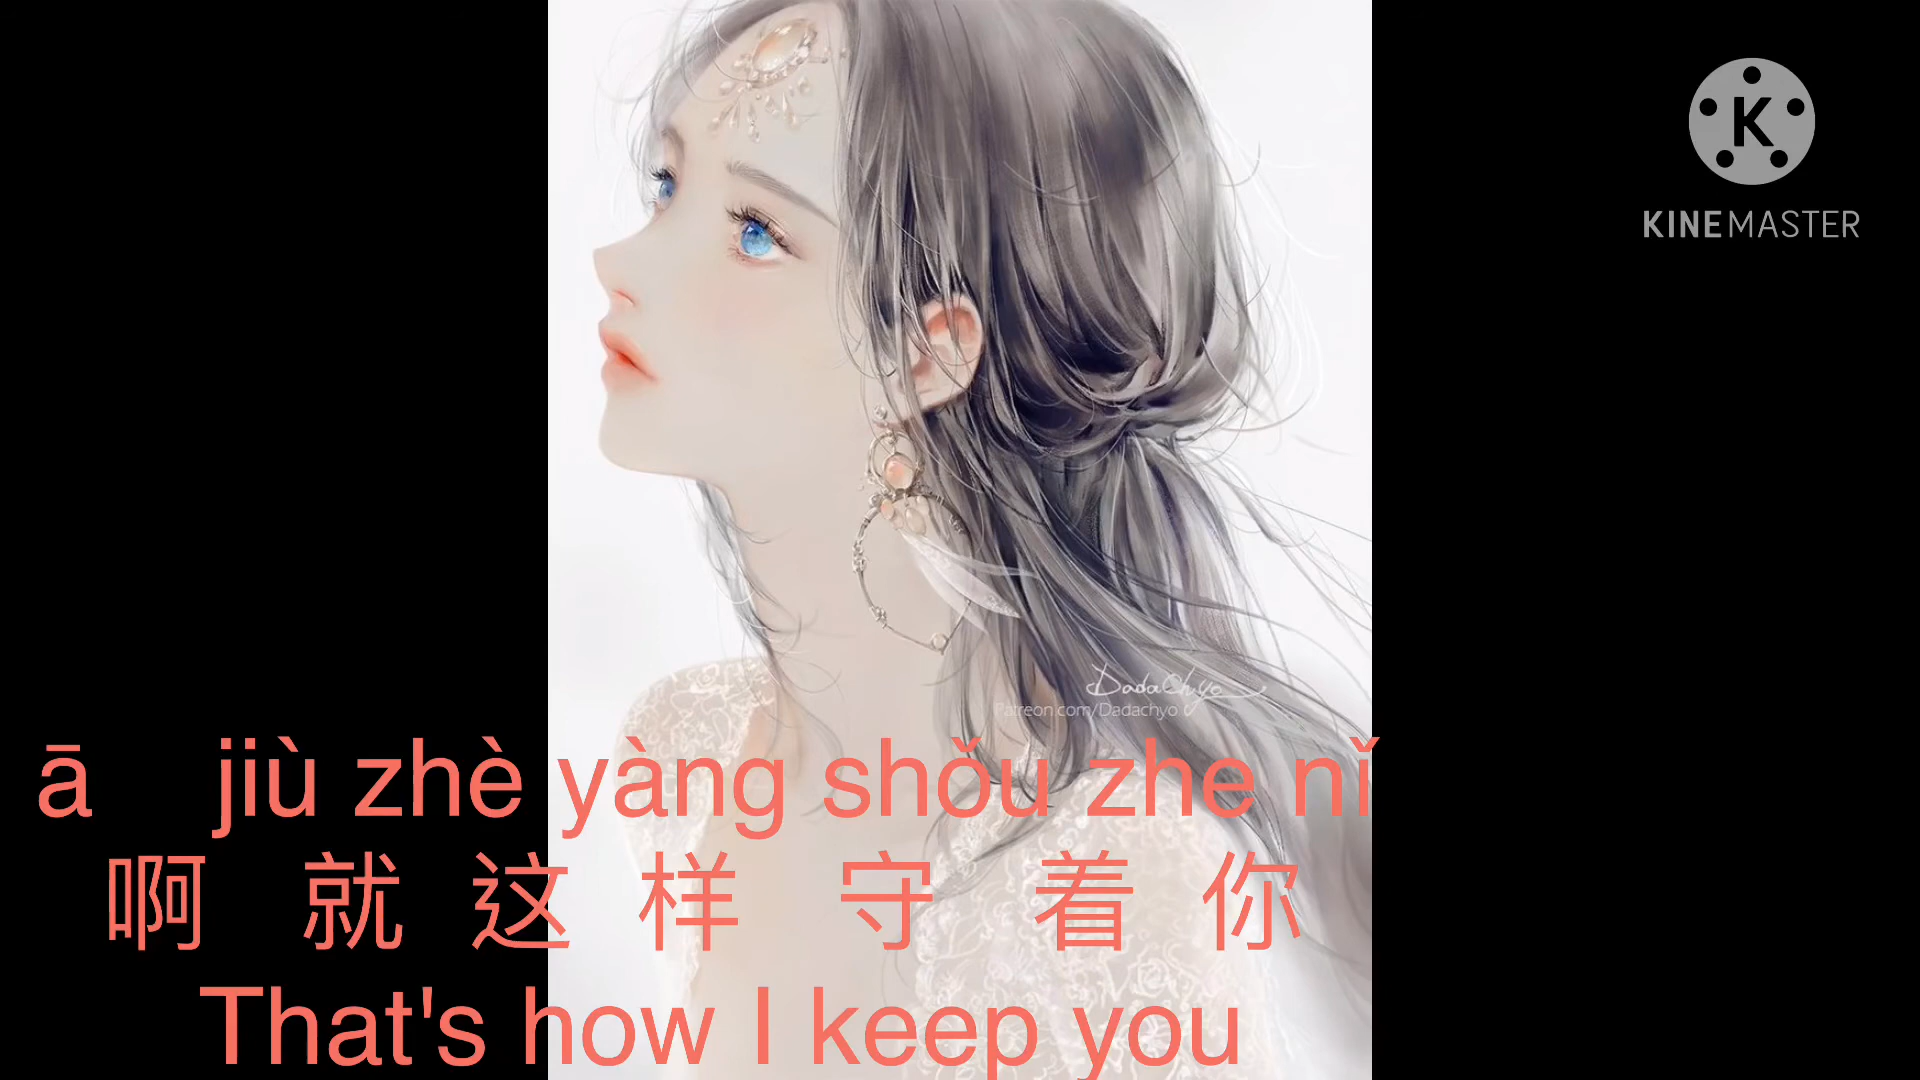 K
KINEMASTER
DadaChyo
Patreon.com/Dadachyo
ā jiù zhè yàng shǒu zhe nǐ
啊 就 这 样 守 着 你
That's how I keep you